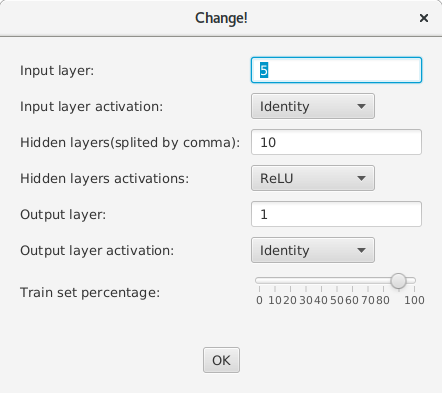 Change!
Input layer: 5
Input layer activation: Identity
Hidden layers(splited by comma): 10
Hidden layers activations: ReLU
Output layer: 1
Output layer activation: Identity
Train set percentage:
0 10 20 30 40 50 60 70 80 100
OK